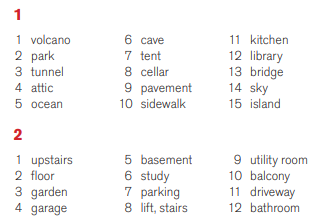 1
1 volcano
2 park
3 tunnel
4 attic
5 ocean
6 cave
7 tent
8 cellar
9 pavement
10 sidewalk
11 kitchen
12 library
13 bridge
14 sky
15 island
2
1 upstairs
2 floor
3 garden
4 garage
5 basement
6 study
7 parking
8 lift, stairs
9 utility room
10 balcony
11 driveway
12 bathroom